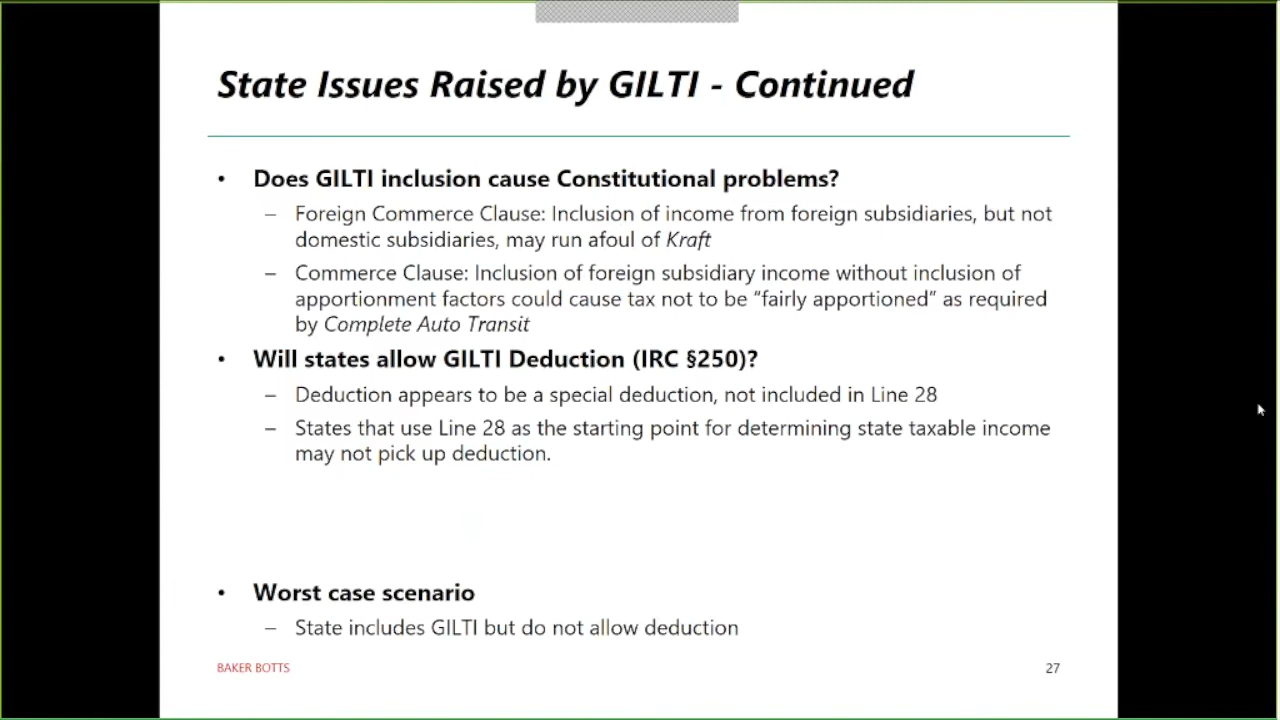 State Issues Raised by GILTI - Continued
• Does GILTI inclusion cause Constitutional problems?
– Foreign Commerce Clause: Inclusion of income from foreign subsidiaries, but not
domestic subsidiaries, may run afoul of Kraft
– Commerce Clause: Inclusion of foreign subsidiary income without inclusion of
apportionment factors could cause tax not to be “fairly apportioned” as required
by Complete Auto Transit
• Will states allow GILTI Deduction (IRC §250)?
– Deduction appears to be a special deduction, not included in Line 28
– States that use Line 28 as the starting point for determining state taxable income
may not pick up deduction.
• Worst case scenario
– State includes GILTI but do not allow deduction
BAKER BOTTS
27